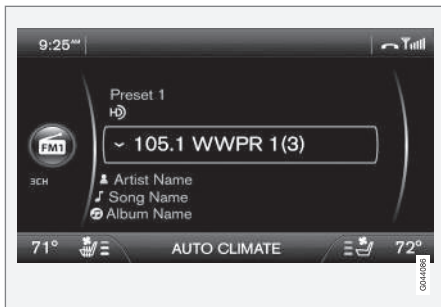 9:25AM
Preset 1
HD
105.1 WWPR 1(3)
FM1
3CH
Artist Name
Song Name
Album Name
71°
AUTO CLIMATE
72°
G044086